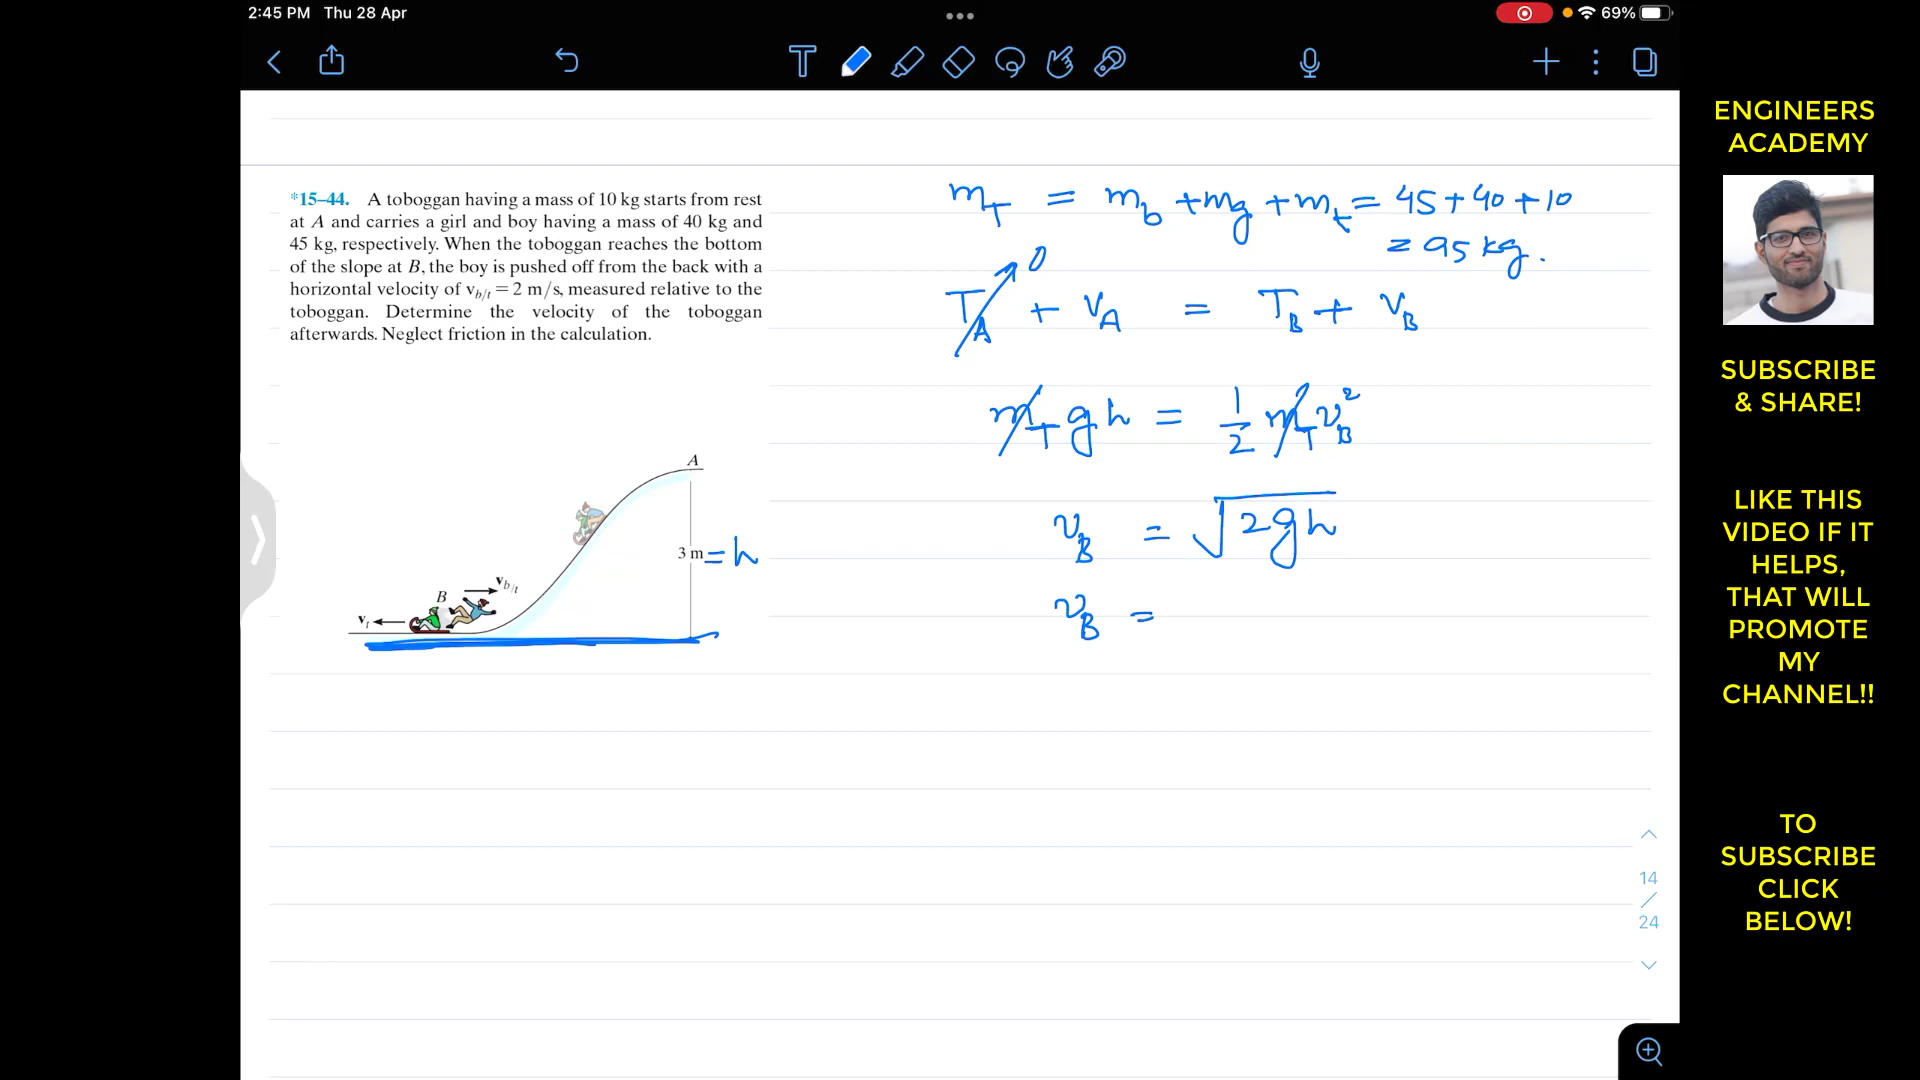 2:45 PM Thu 28 Apr
69%
*15–44. A toboggan having a mass of 10 kg starts from rest
at A and carries a girl and boy having a mass of 40 kg and
45 kg, respectively. When the toboggan reaches the bottom
of the slope at B, the boy is pushed off from the back with a
horizontal velocity of v_b/t = 2 m/s, measured relative to the
toboggan. Determine the velocity of the toboggan
afterwards. Neglect friction in the calculation.
A
3 m = h
v_b/t
B
v_t
m_T = m_b + m_g + m_t = 45 + 40 + 10
= 95 kg.
0
T_A + V_A = T_B + V_B
m_T g h = 1/2 m_T v_B^2
v_B = √2gh
v_B =
14
/
24
ENGINEERS
ACADEMY
SUBSCRIBE
& SHARE!
LIKE THIS
VIDEO IF IT
HELPS,
THAT WILL
PROMOTE
MY
CHANNEL!!
TO
SUBSCRIBE
CLICK
BELOW!